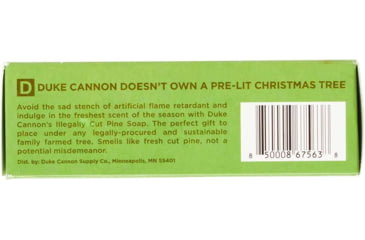 D DUKE CANNON DOESN'T OWN A PRE-LIT CHRISTMAS TREE
Avoid the sad stench of artificial flame retardant and
indulge in the freshest scent of the season with Duke
Cannon's Illegally Cut Pine Soap. The perfect gift to
place under any legally-procured and sustainable
family farmed tree. Smells like fresh cut pine, not a
potential misdemeanor.
Dist. by: Duke Cannon Supply Co., Minneapolis, MN 55401
8 50008 67563 8